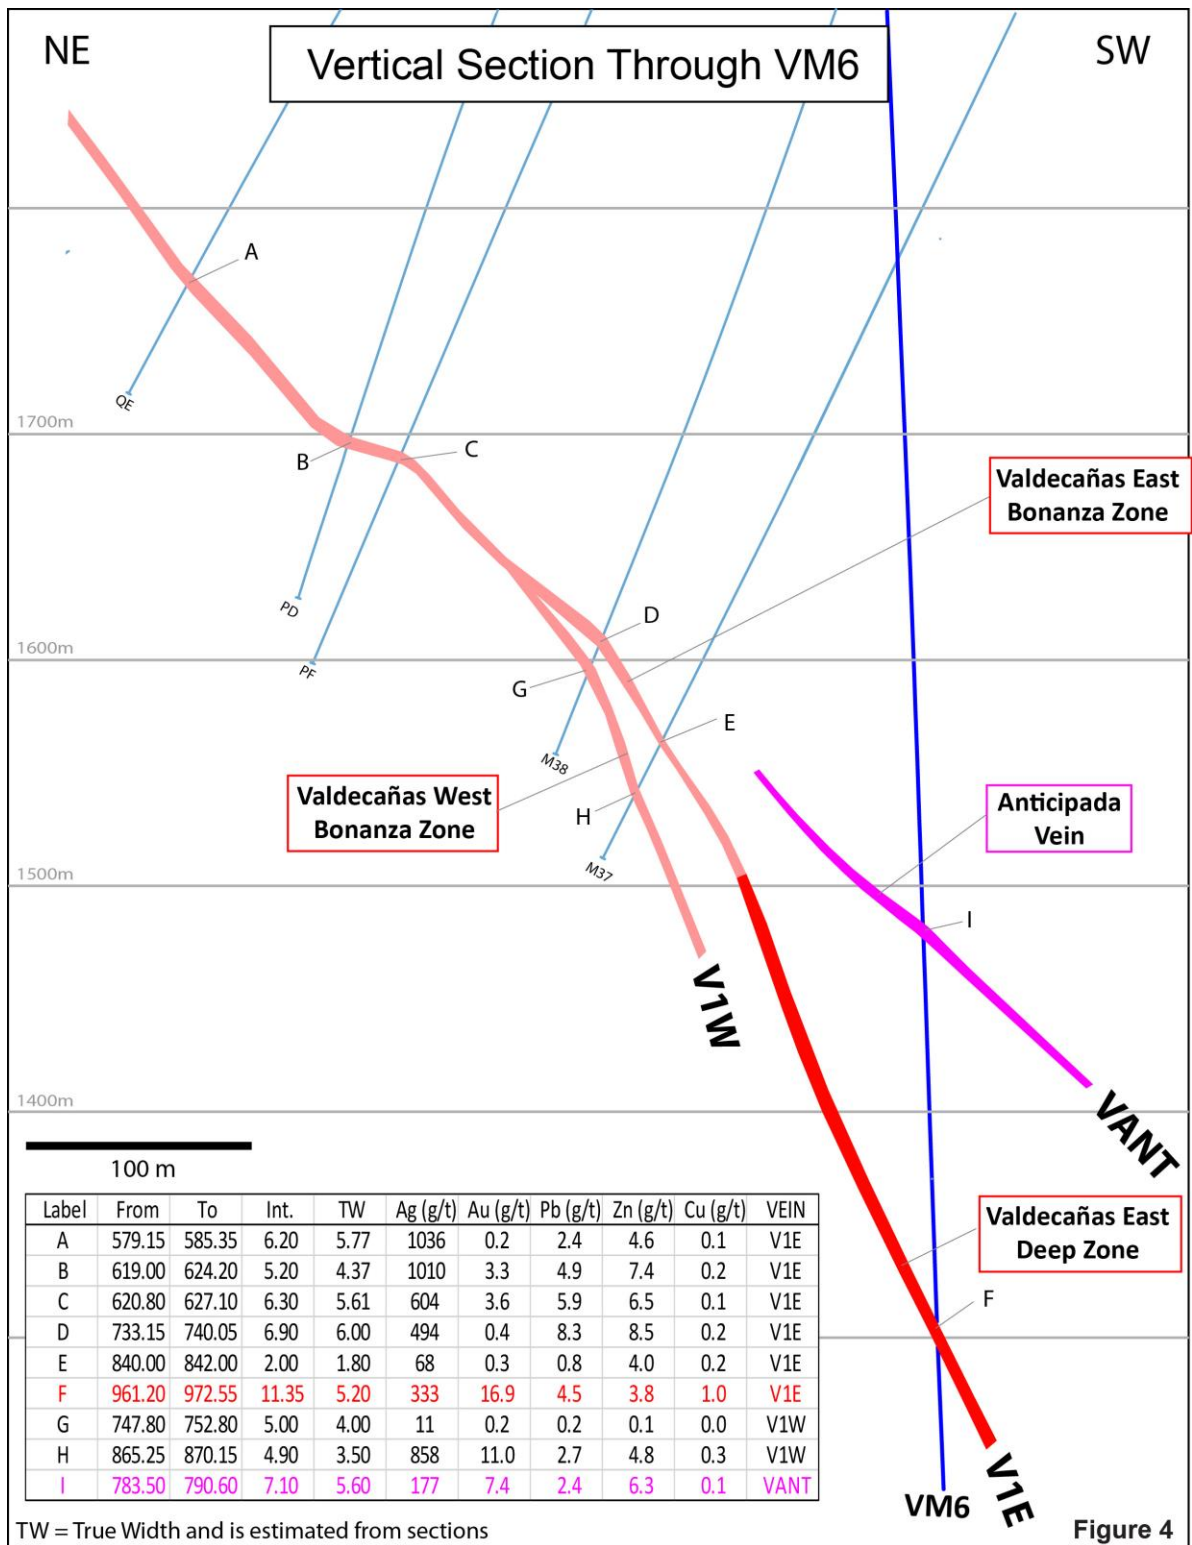 NE
Vertical Section Through VM6
SW
A
QE
1700m
B
C
Valdecañas East
Bonanza Zone
PD
D
1600m
PF
G
E
M38
Valdecañas West
Bonanza Zone
H
Anticipada
Vein
M37
1500m
I
V1W
1400m
VANT
100 m
Label From To Int. TW Ag (g/t) Au (g/t) Pb (g/t) Zn (g/t) Cu (g/t) VEIN
A 579.15 585.35 6.20 5.77 1036 0.2 2.4 4.6 0.1 V1E
B 619.00 624.20 5.20 4.37 1010 3.3 4.9 7.4 0.2 V1E
C 620.80 627.10 6.30 5.61 604 3.6 5.9 6.5 0.1 V1E
D 733.15 740.05 6.90 6.00 494 0.4 8.3 8.5 0.2 V1E
E 840.00 842.00 2.00 1.80 68 0.3 0.8 4.0 0.2 V1E
F 961.20 972.55 11.35 5.20 333 16.9 4.5 3.8 1.0 V1E
G 747.80 752.80 5.00 4.00 11 0.2 0.2 0.1 0.0 V1W
H 865.25 870.15 4.90 3.50 858 11.0 2.7 4.8 0.3 V1W
I 783.50 790.60 7.10 5.60 177 7.4 2.4 6.3 0.1 VANT
Valdecañas East
Deep Zone
F
V1E
VM6
TW = True Width and is estimated from sections
Figure 4